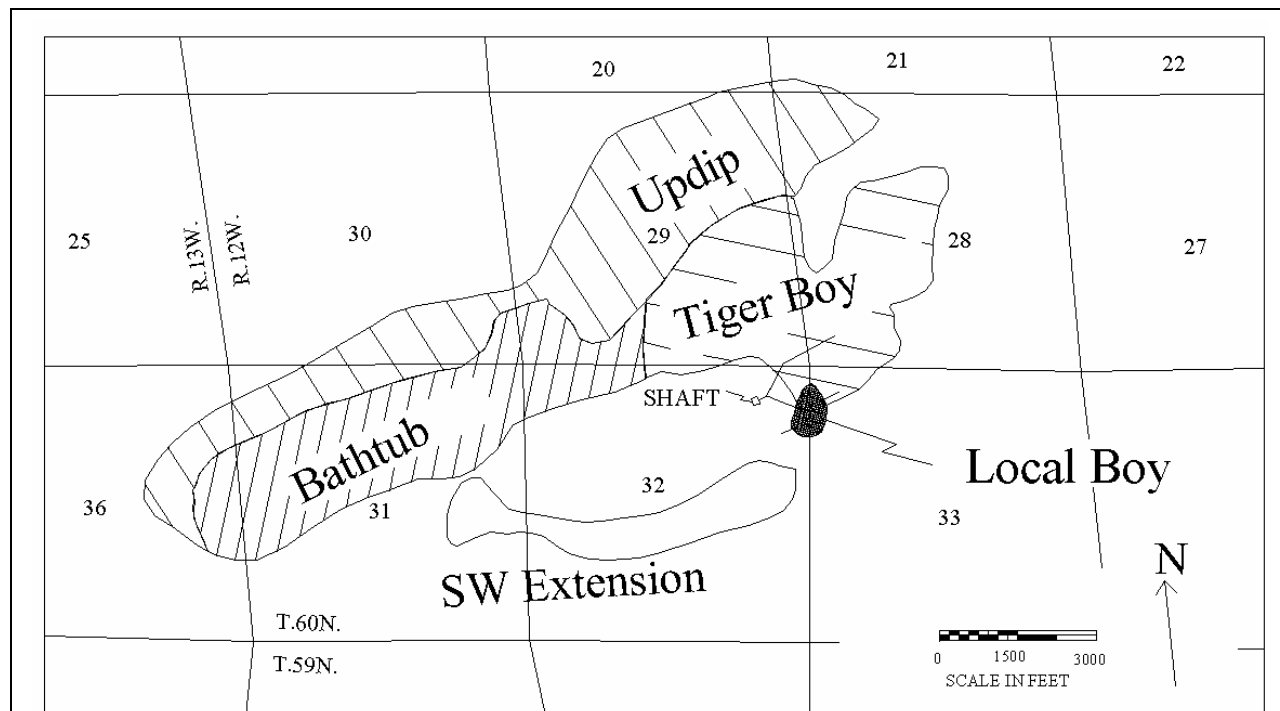 20
21
22
Updip
25
R.13W.
R.12W.
30
29
28
27
Tiger Boy
SHAFT
Bathtub
Local Boy
36
31
32
33
SW Extension
N
T.60N.
T.59N.
0 1500 3000
SCALE IN FEET